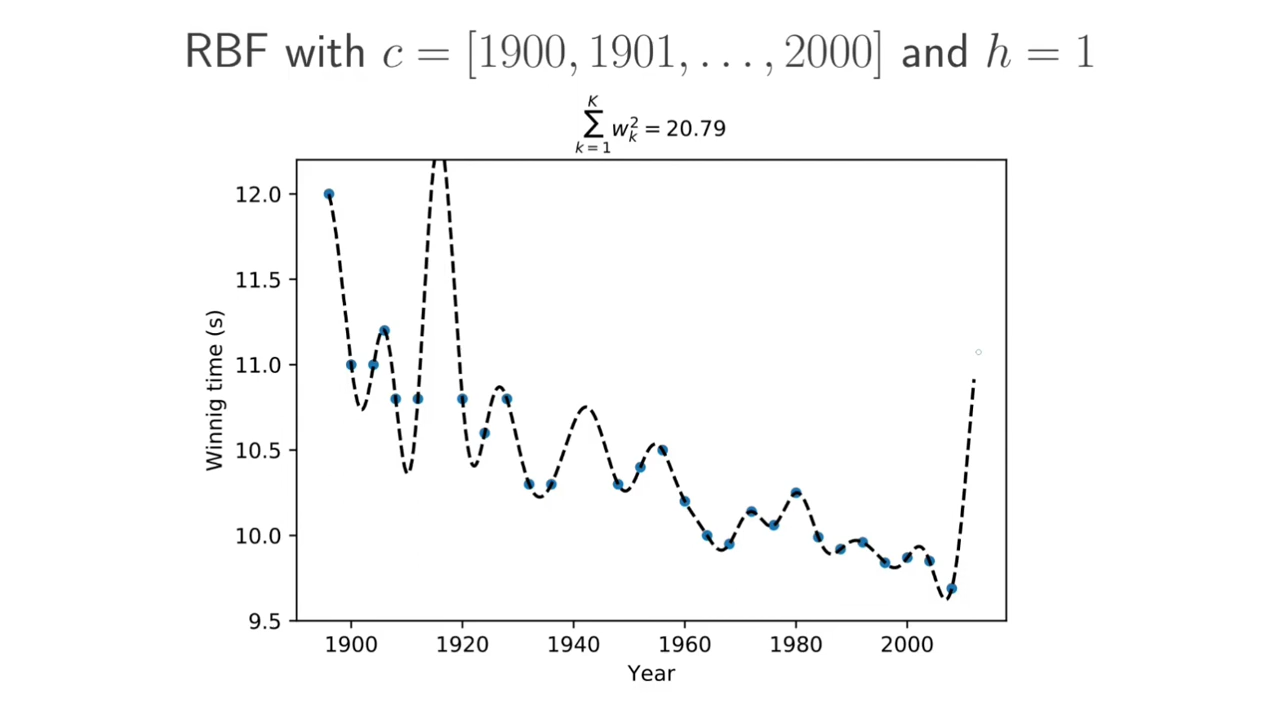 RBF with c = [1900, 1901, . . . , 2000] and h = 1
K
∑ w_k^2 = 20.79
k = 1
12.0
11.5
11.0
10.5
10.0
9.5
Winnig time (s)
1900 1920 1940 1960 1980 2000
Year